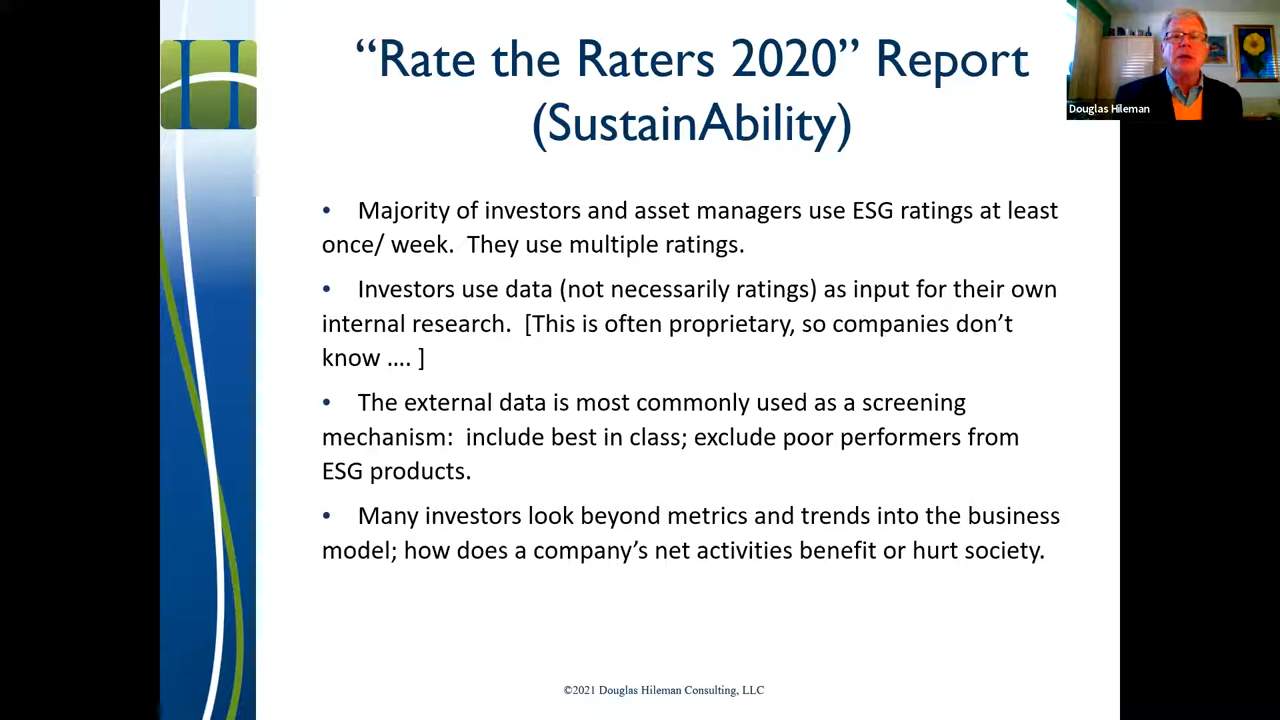 “Rate the Raters 2020” Report
(SustainAbility)
Douglas Hileman
• Majority of investors and asset managers use ESG ratings at least
once/ week.  They use multiple ratings.
• Investors use data (not necessarily ratings) as input for their own
internal research.  [This is often proprietary, so companies don’t
know …. ]
• The external data is most commonly used as a screening
mechanism:  include best in class; exclude poor performers from
ESG products.
• Many investors look beyond metrics and trends into the business
model; how does a company’s net activities benefit or hurt society.
©2021 Douglas Hileman Consulting, LLC